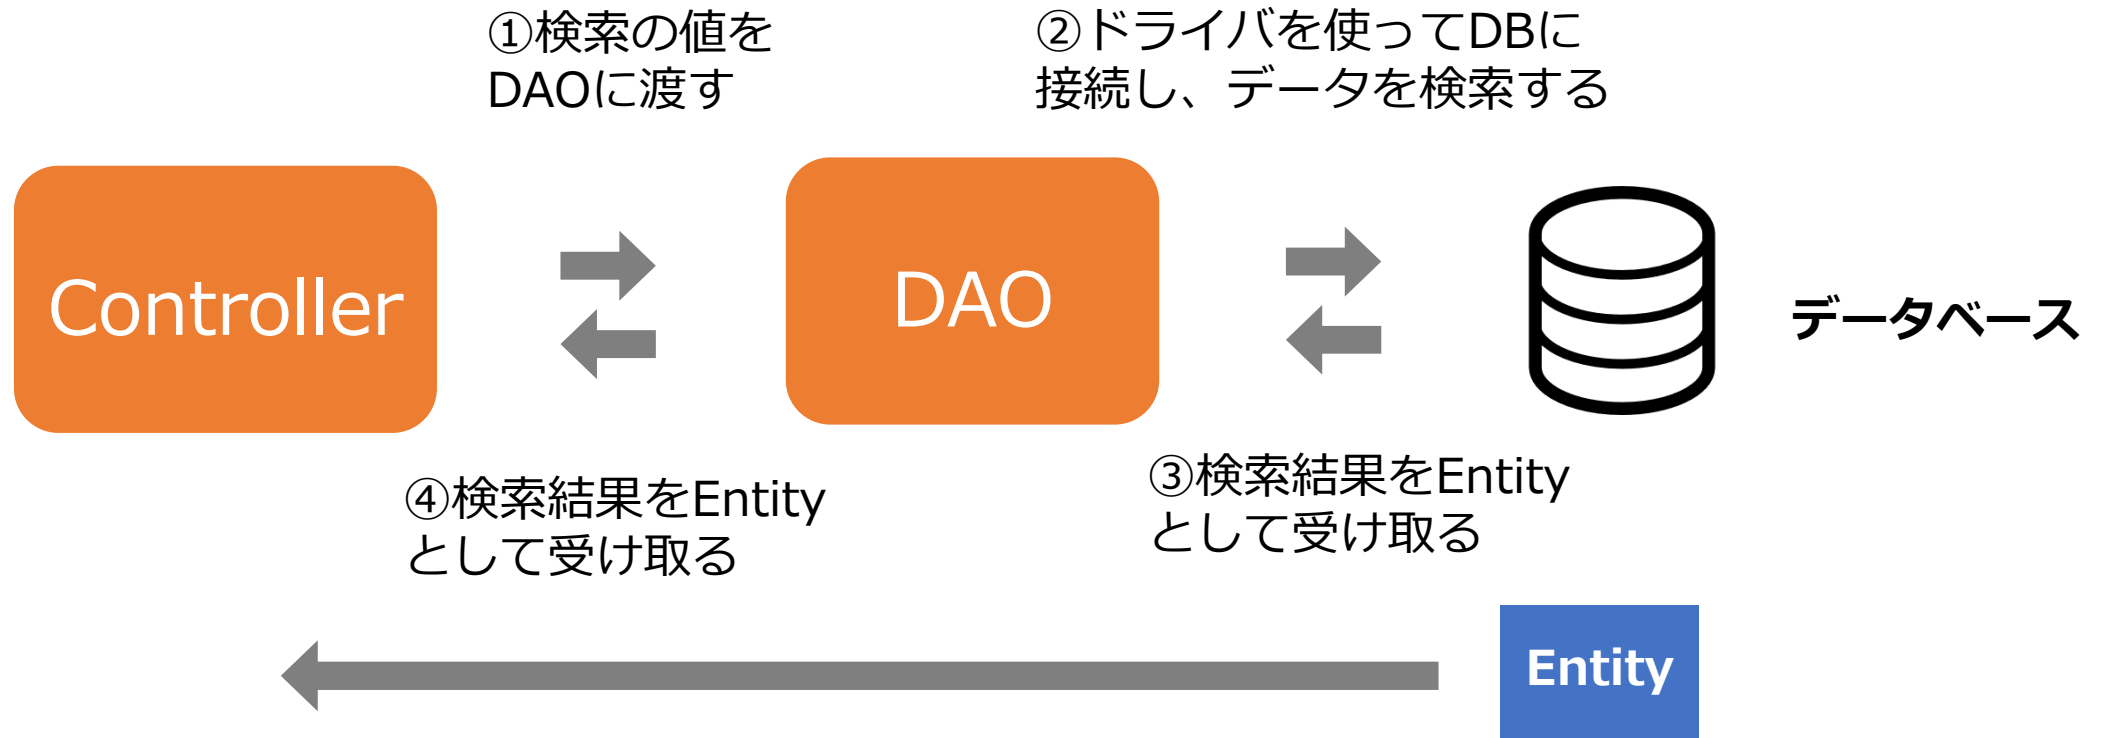 ①検索の値を
DAOに渡す
②ドライバを使ってDBに
接続し、データを検索する
Controller
DAO
データベース
④検索結果をEntity
として受け取る
③検索結果をEntity
として受け取る
Entity